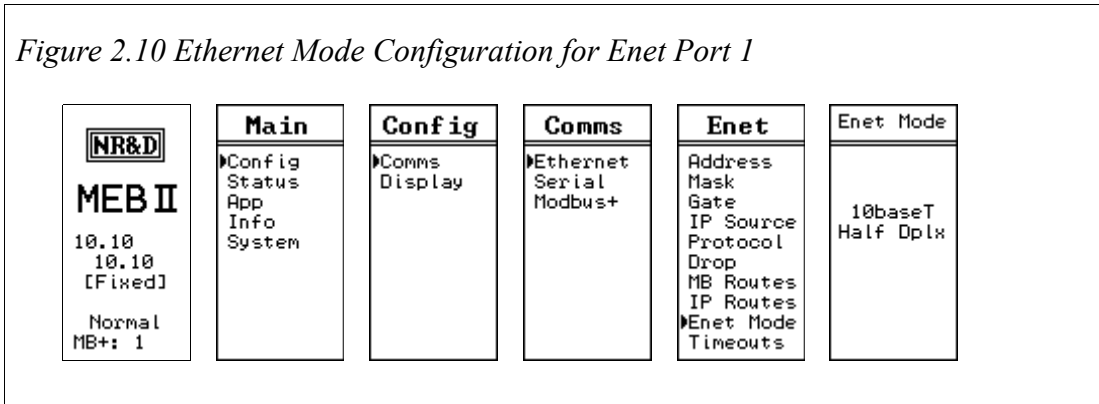 Figure 2.10 Ethernet Mode Configuration for Enet Port 1
NR&D
MEB II
10.10
10.10
[Fixed]
Normal
MB+: 1
Main
Config
Status
App
Info
System
Config
Comms
Display
Comms
Ethernet
Serial
Modbus+
Enet
Address
Mask
Gate
IP Source
Protocol
Drop
MB Routes
IP Routes
Enet Mode
Timeouts
Enet Mode
10baseT
Half Dplx